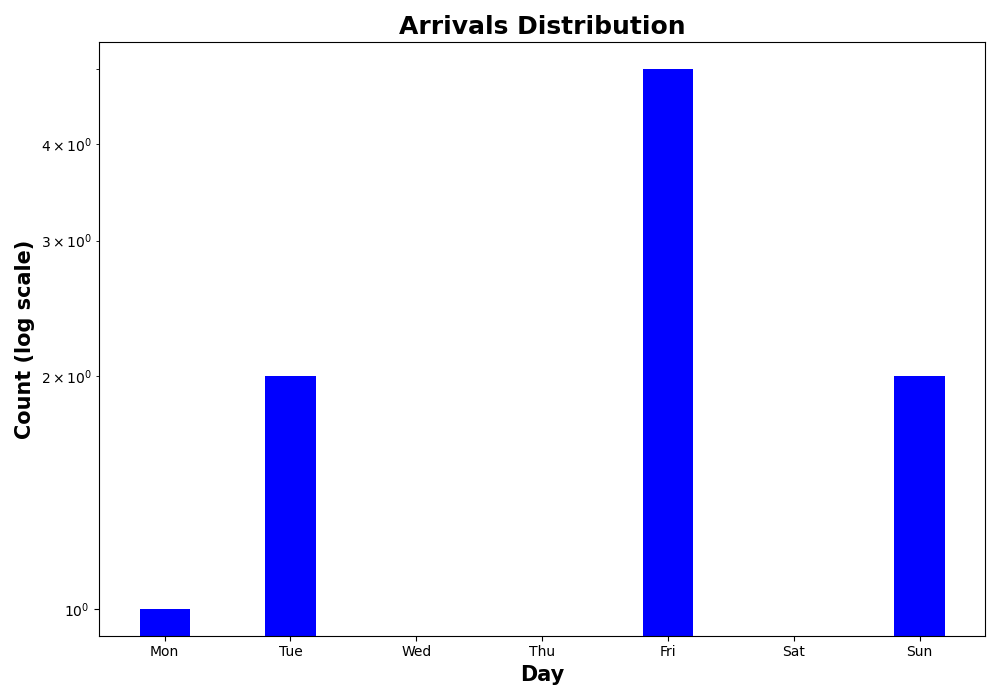 Arrivals Distribution
4 × 10⁰
3 × 10⁰
2 × 10⁰
10⁰
Count (log scale)
Mon Tue Wed Thu Fri Sat Sun
Day